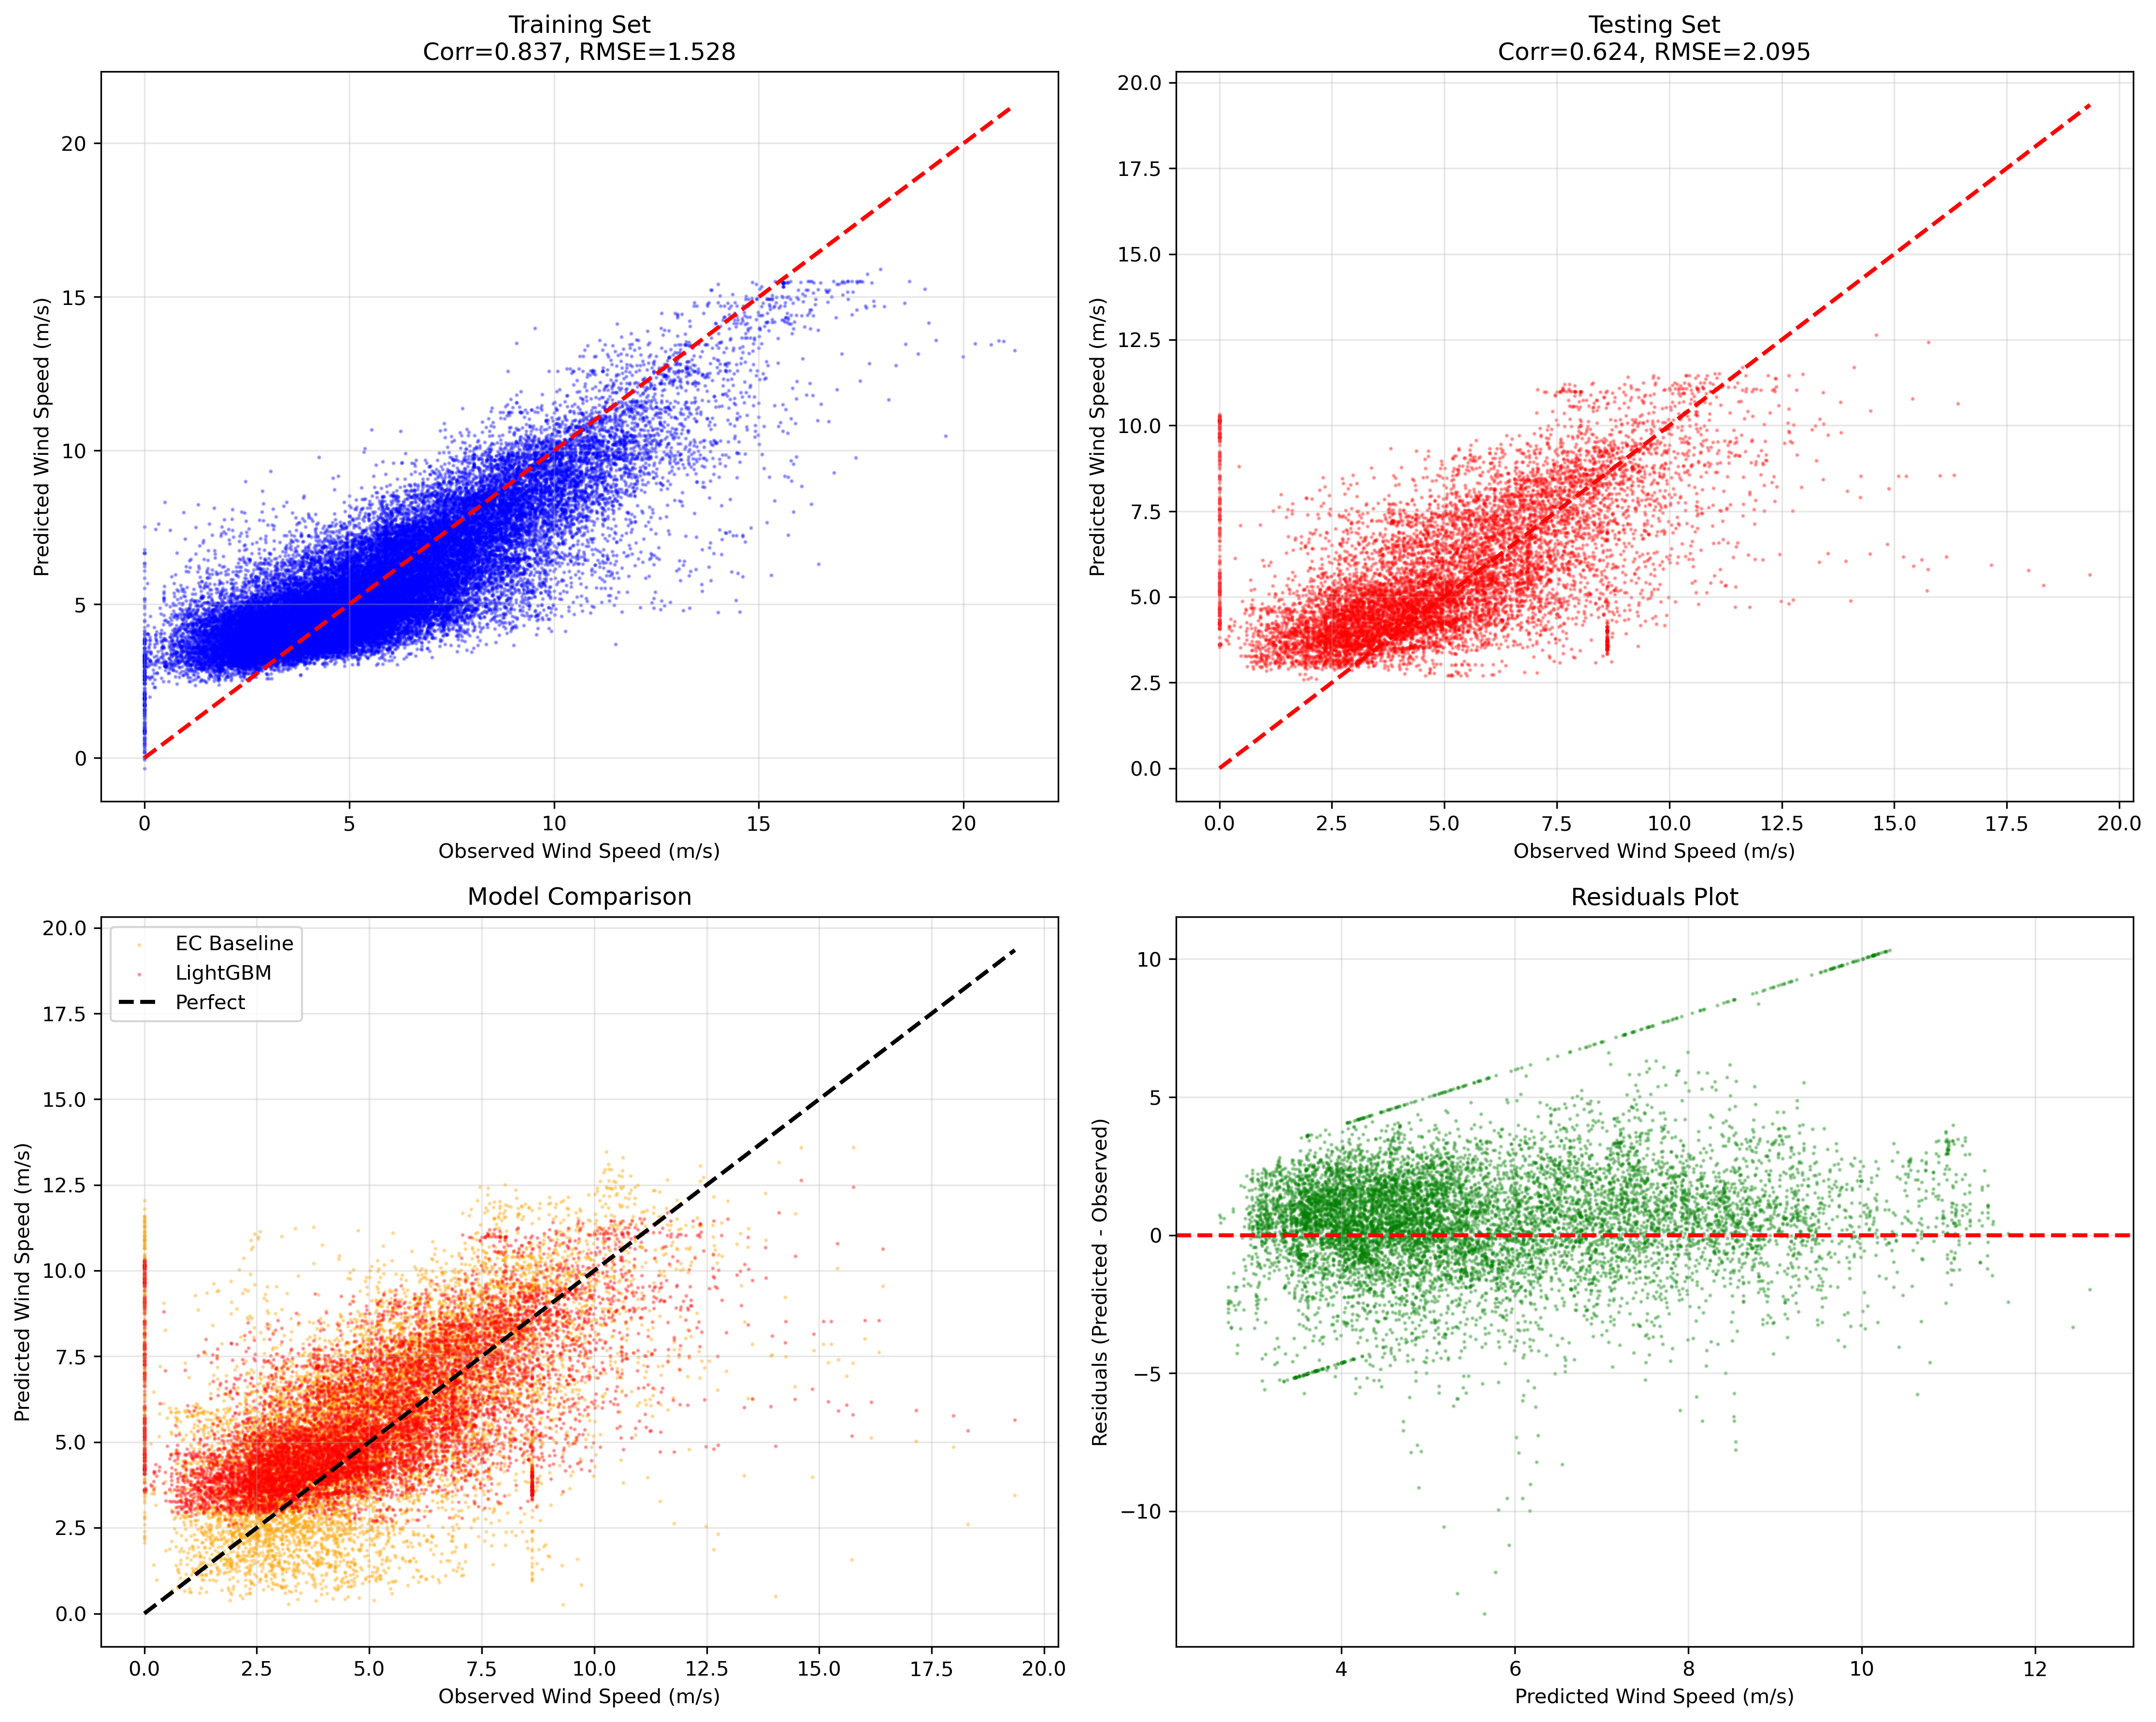 Training Set
Corr=0.837, RMSE=1.528
Predicted Wind Speed (m/s)
20
15
10
5
0
0 5 10 15 20
Observed Wind Speed (m/s)
Testing Set
Corr=0.624, RMSE=2.095
Predicted Wind Speed (m/s)
20.0
17.5
15.0
12.5
10.0
7.5
5.0
2.5
0.0
0.0 2.5 5.0 7.5 10.0 12.5 15.0 17.5 20.0
Observed Wind Speed (m/s)
Model Comparison
EC Baseline
LightGBM
Perfect
Predicted Wind Speed (m/s)
20.0
17.5
15.0
12.5
10.0
7.5
5.0
2.5
0.0
0.0 2.5 5.0 7.5 10.0 12.5 15.0 17.5 20.0
Observed Wind Speed (m/s)
Residuals Plot
Residuals (Predicted - Observed)
10
5
0
−5
−10
4 6 8 10 12
Predicted Wind Speed (m/s)